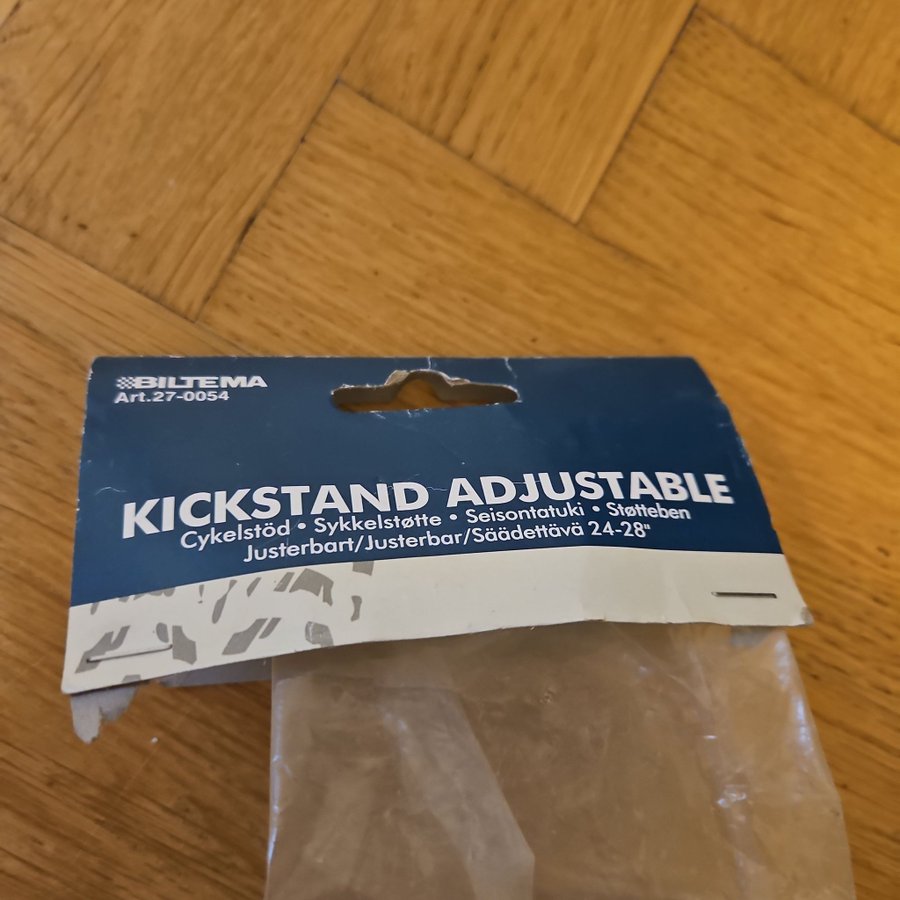 BILTEMA
Art.27-0054
KICKSTAND ADJUSTABLE
Cykelstöd • Sykkelstøtte • Seisontatuki • Støtteben
Justerbart/Justerbar/Säädettävä 24-28"